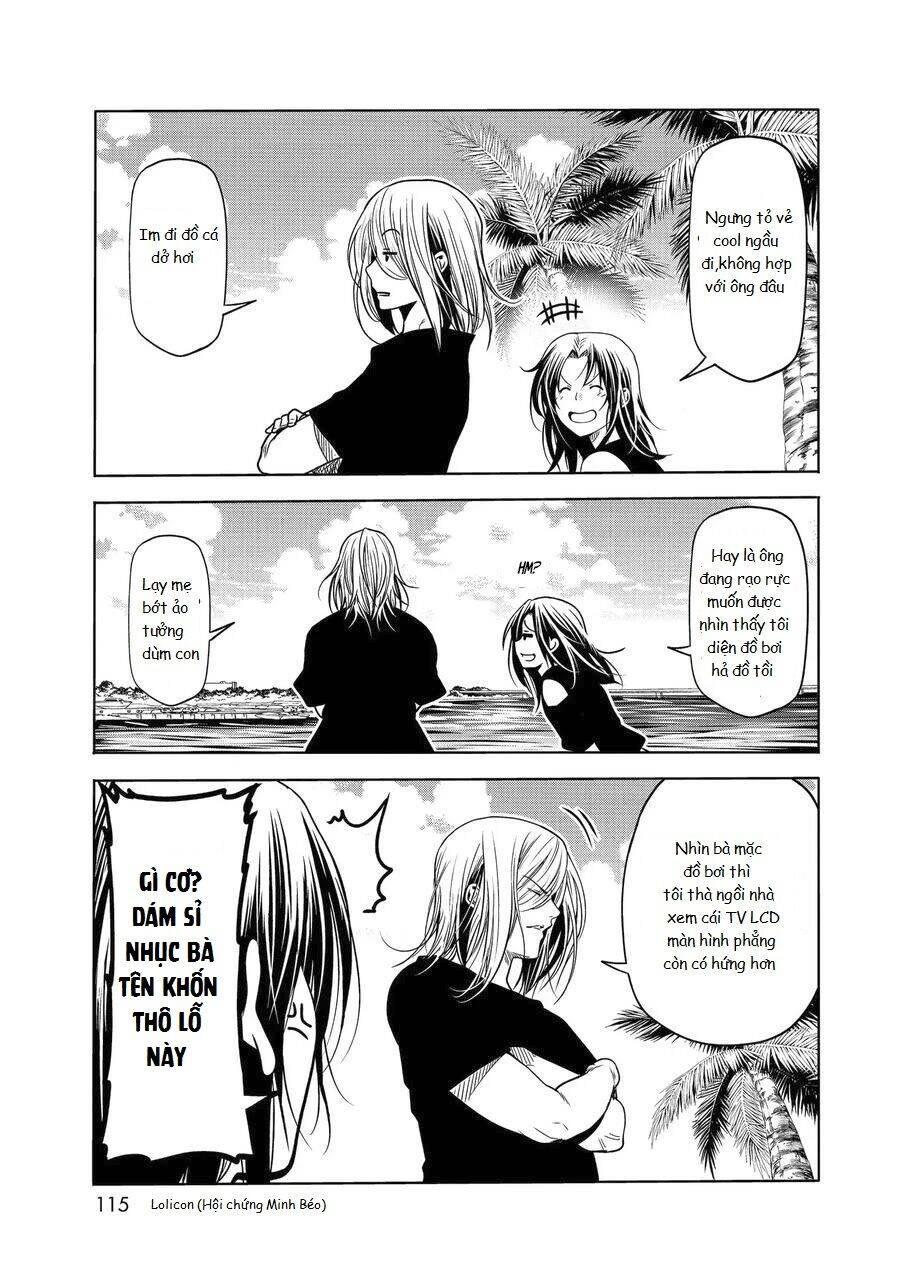 Ngưng tỏ vẻ
cool ngầu
đi,không hợp
với ông đâu
Im đi đồ cá
dở hơi
Hay là ông
đang rạo rực
muốn được
nhìn thấy tôi
diện đồ bơi
hả đồ tồi
HM?
Lạy mẹ
bớt ảo
tưởng
dùm con
Nhìn bà mặc
đồ bơi thì
tôi thà ngồi nhà
xem cái TV LCD
màn hình phẳng
còn có hứng hơn
GÌ CƠ?
DÁM SỈ
NHỤC BÀ
TÊN KHỐN
THÔ LỖ
NÀY
115
Lolicon (Hội chứng Minh Béo)